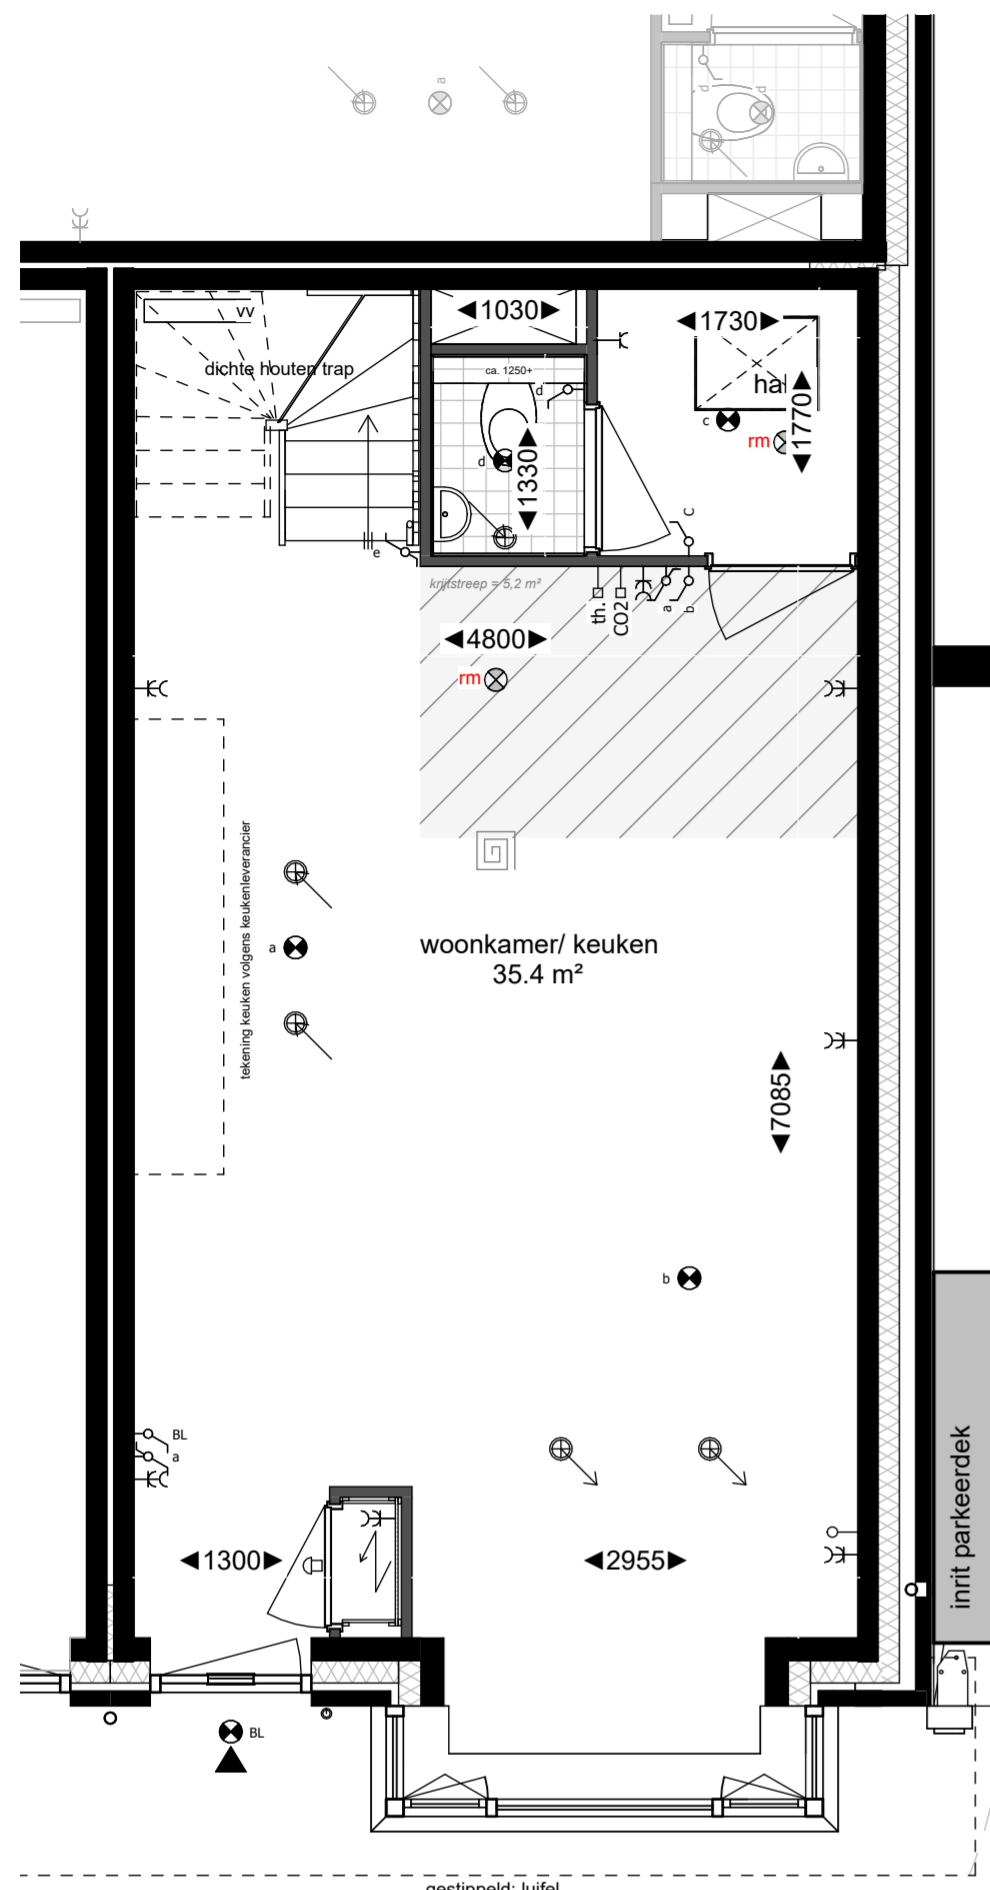 a
d
d
vv
1030
1730
dichte houten trap
ca. 1250+
d
ha
1770
c
rm
d
1330
c
e
krijtstreep = 5,2 m²
th.
CO2
a
b
4800
rm
tekening keuken volgens keukenleverancier
a
woonkamer/ keuken
35.4 m²
7085
b
BL
a
inrit parkeerdek
1300
2955
BL
gestippeld: luifel